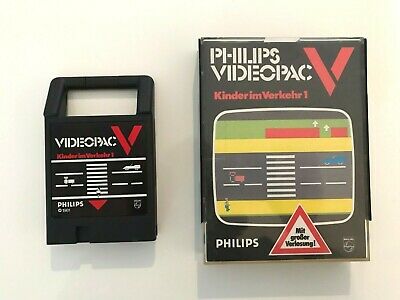 VIDEOPAC
Kinder im Verkehr 1
PHILIPS
PHILIPS
VIDEOPAC
Kinder im Verkehr 1
Mit
großer
Verlosung!
PHILIPS